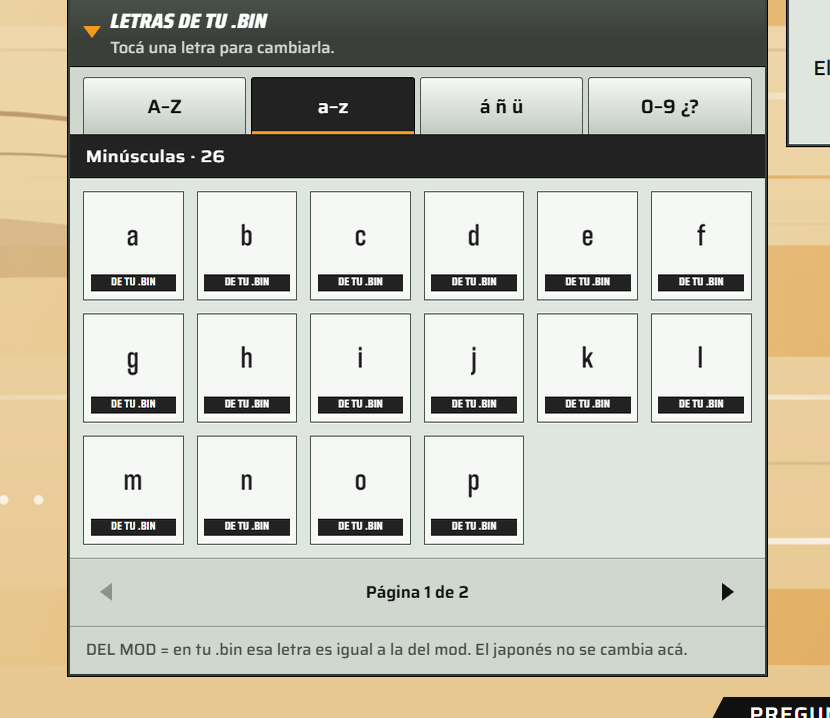 LETRAS DE TU .BIN
Tocá una letra para cambiarla.
El
A-Z
a-z
á ñ ü
0-9 ¿?
Minúsculas · 26
a
DE TU .BIN
b
DE TU .BIN
c
DE TU .BIN
d
DE TU .BIN
e
DE TU .BIN
f
DE TU .BIN
g
DE TU .BIN
h
DE TU .BIN
i
DE TU .BIN
j
DE TU .BIN
k
DE TU .BIN
l
DE TU .BIN
m
DE TU .BIN
n
DE TU .BIN
o
DE TU .BIN
p
DE TU .BIN
Página 1 de 2
DEL MOD = en tu .bin esa letra es igual a la del mod. El japonés no se cambia acá.